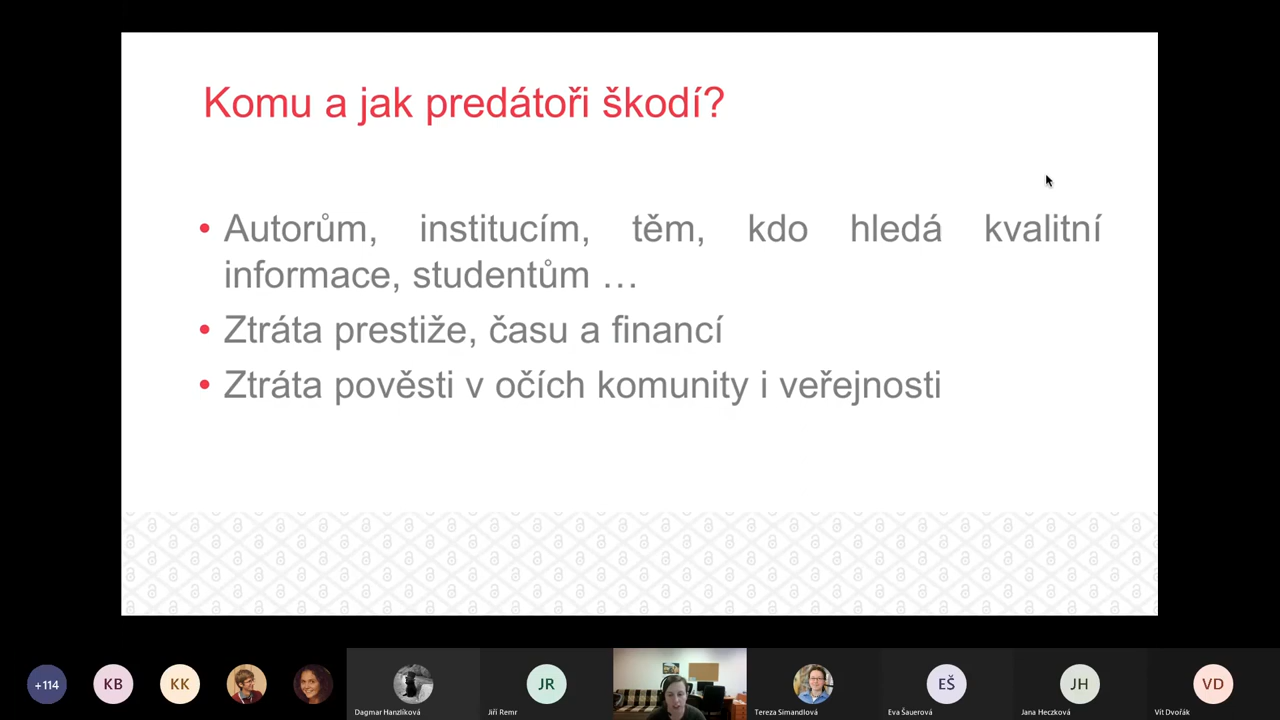 Komu a jak predátoři škodí?
• Autorům, institucím, těm, kdo hledá kvalitní
informace, studentům …
• Ztráta prestiže, času a financí
• Ztráta pověsti v očích komunity i veřejnosti
+114 KB KK JR EŠ JH VD
Dagmar Hanzlíková Jiří Remr Tereza Simandlová Eva Šauerová Jana Heczková Vít Dvořák